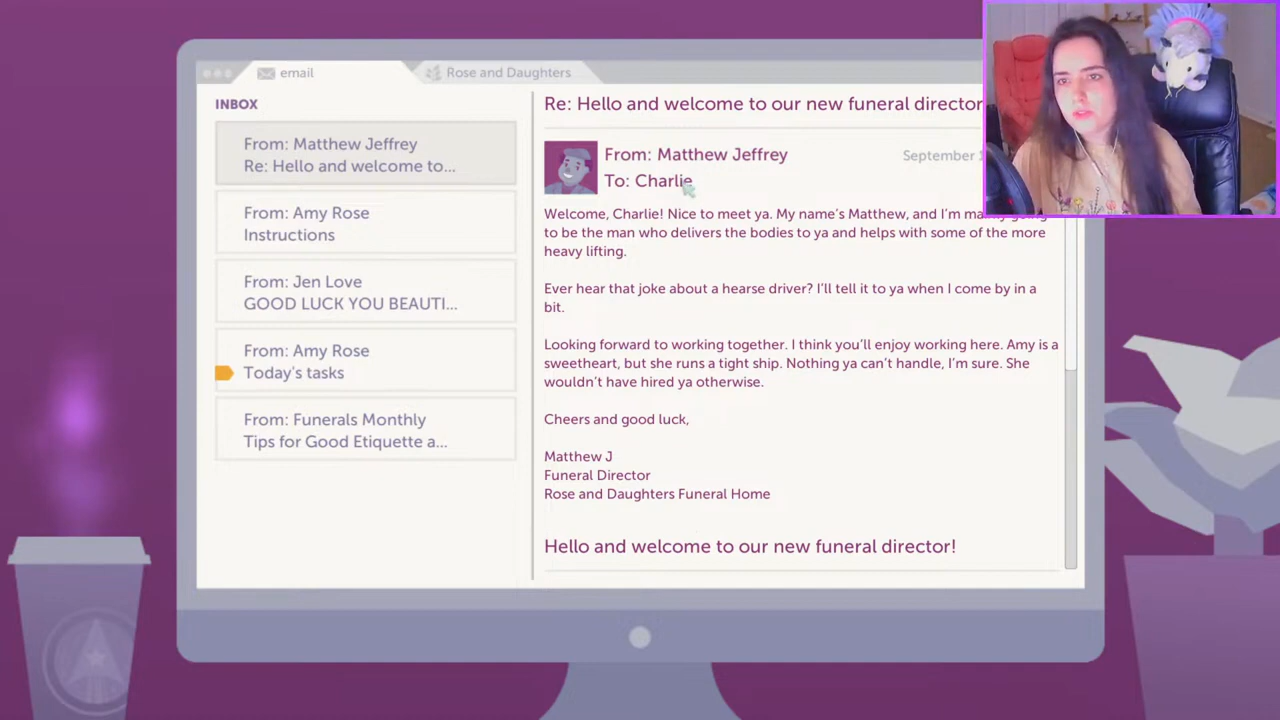 email
Rose and Daughters
INBOX
From: Matthew Jeffrey
Re: Hello and welcome to...
From: Amy Rose
Instructions
From: Jen Love
GOOD LUCK YOU BEAUTI...
From: Amy Rose
Today's tasks
From: Funerals Monthly
Tips for Good Etiquette a...
Re: Hello and welcome to our new funeral director
From: Matthew Jeffrey
September
To: Charlie
Welcome, Charlie! Nice to meet ya. My name's Matthew, and I'm
to be the man who delivers the bodies to ya and helps with some of the more
heavy lifting.
Ever hear that joke about a hearse driver? I'll tell it to ya when I come by in a
bit.
Looking forward to working together. I think you'll enjoy working here. Amy is a
sweetheart, but she runs a tight ship. Nothing ya can't handle, I'm sure. She
wouldn't have hired ya otherwise.
Cheers and good luck,
Matthew J
Funeral Director
Rose and Daughters Funeral Home
Hello and welcome to our new funeral director!